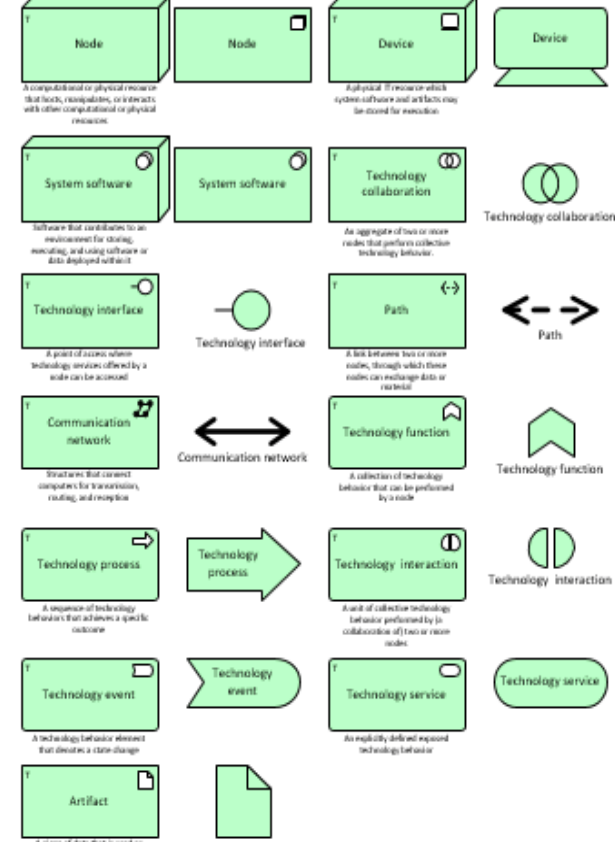 T
Node
Node
T
Device
Device
A computational or physical resource
that hosts, manipulates, or interacts
with other computational or physical
resources
A physical IT resource which
system software and artifacts may
be stored for execution
T
System software
System software
T
Technology
collaboration
Technology collaboration
Software that contributes to an
environment for storing,
executing, and using software or
data deployed within it
An aggregate of two or more
nodes that perform collective
technology behavior.
T
Technology interface
Technology interface
T
Path
Path
A point of access where
technology services offered by a
node can be accessed
A link between two or more
nodes, through which these
nodes can exchange data or
material
T
Communication
network
Communication network
T
Technology function
Technology function
Structures that connect
computers for transmission,
routing, and reception
A collection of technology
behavior that can be performed
by a node
T
Technology process
Technology
process
T
Technology interaction
Technology interaction
A sequence of technology
behaviors that achieves a specific
outcome
A unit of collective technology
behavior performed by (a
collaboration of) two or more
nodes
T
Technology event
Technology
event
T
Technology service
Technology service
A technology behavior element
that denotes a state change
An explicitly defined exposed
technology behavior
T
Artifact